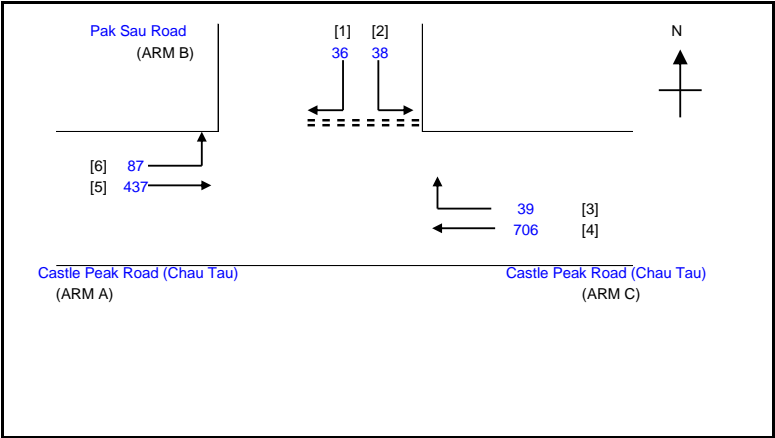 Pak Sau Road [1] [2] N
(ARM B) 36 38
[6] 87
[5] 437
39 [3]
706 [4]
Castle Peak Road (Chau Tau) Castle Peak Road (Chau Tau)
(ARM A) (ARM C)